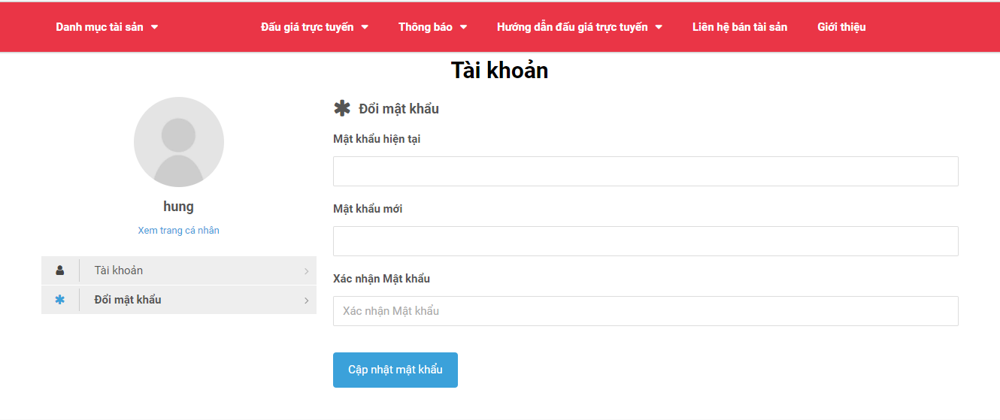 Danh mục tài sản
Đấu giá trực tuyến
Thông báo
Hướng dẫn đấu giá trực tuyến
Liên hệ bán tài sản
Giới thiệu
Tài khoản
hung
Xem trang cá nhân
Tài khoản
Đổi mật khẩu
Đổi mật khẩu
Mật khẩu hiện tại
Mật khẩu mới
Xác nhận Mật khẩu
Xác nhận Mật khẩu
Cập nhật mật khẩu